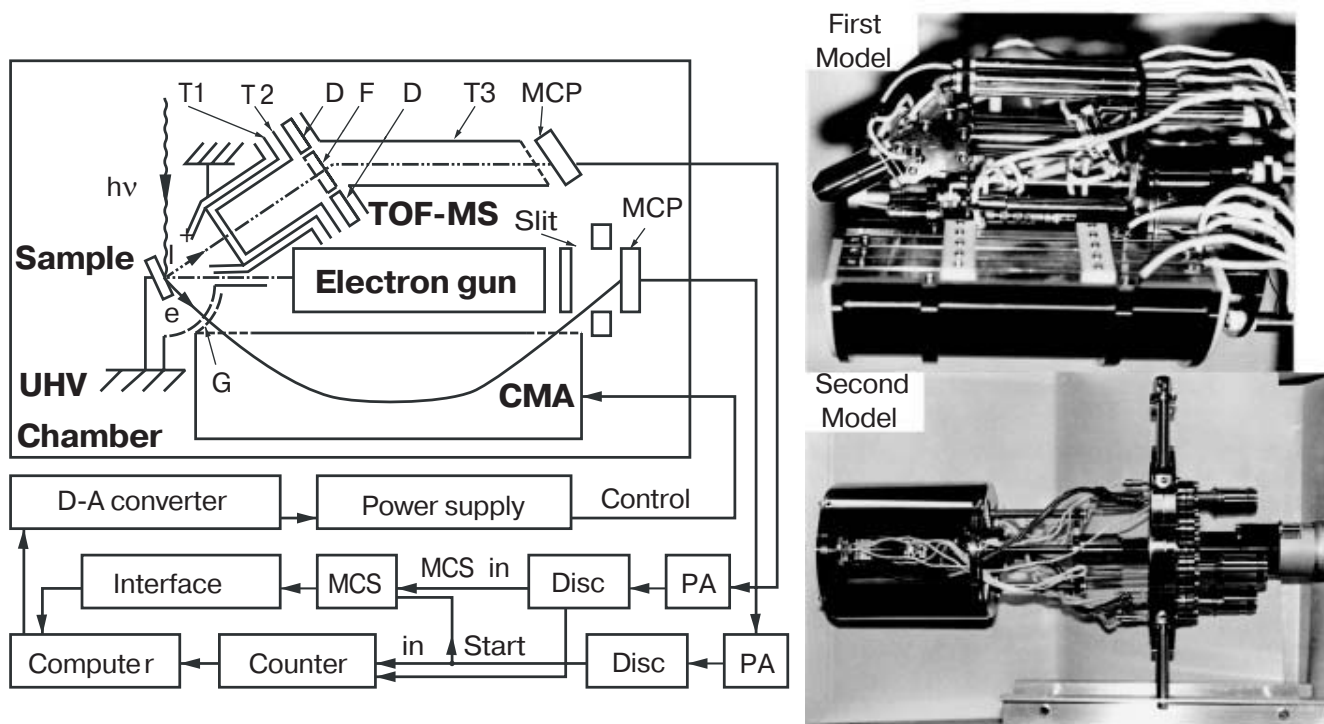 T1
T2
D
F
D
T3
MCP
hν
TOF-MS
MCP
Slit
+
I
Sample
Electron gun
e
G
UHV
CMA
Chamber
D-A converter
Power supply
Control
Interface
MCS
MCS in
Disc
PA
Computer
Counter
in
Start
Disc
PA
First
Model
Second
Model